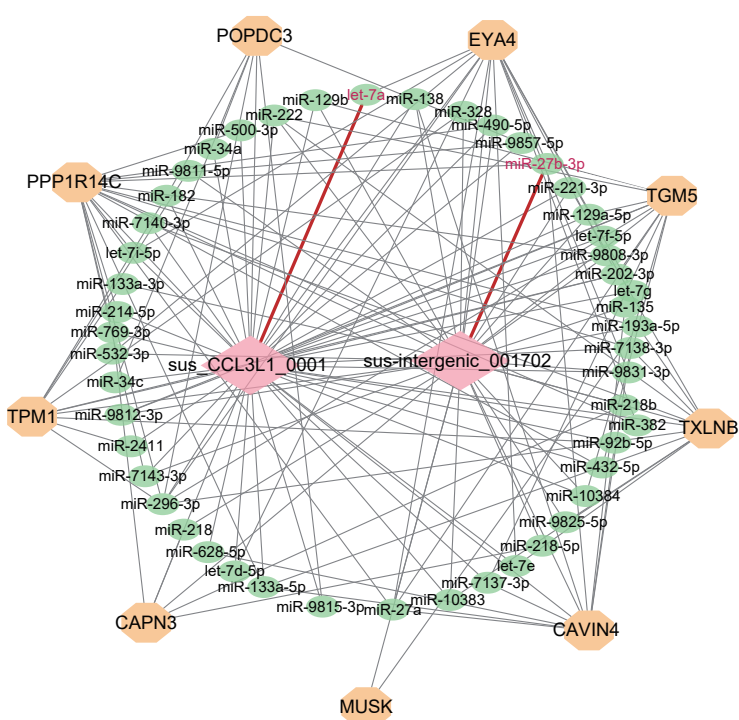 POPDC3
EYA4
let-7a
miR-129b
miR-138
miR-222
miR-328
miR-490-5p
miR-500-3p
miR-9857-5p
miR-34a
miR-27b-3p
miR-9811-5p
PPP1R14C
miR-221-3p
miR-182
TGM5
miR-129a-5p
miR-7140-3p
let-7f-5p
let-7i-5p
miR-9808-3p
miR-202-3p
miR-133a-3p
let-7g
miR-135
miR-214-5p
miR-193a-5p
miR-769-3p
miR-7138-3p
miR-532-3p
sus_CCL3L1_0001
sus-intergenic_001702
miR-9831-3p
miR-34c
miR-218b
TPM1
miR-9812-3p
miR-382
TXLNB
miR-2411
miR-92b-5p
miR-432-5p
miR-7143-3p
miR-296-3p
miR-10384
miR-9825-5p
miR-218
miR-218-5p
miR-628-5p
let-7e
let-7d-5p
miR-7137-3p
miR-133a-5p
miR-9815-3p
miR-27a
miR-10383
CAPN3
CAVIN4
MUSK